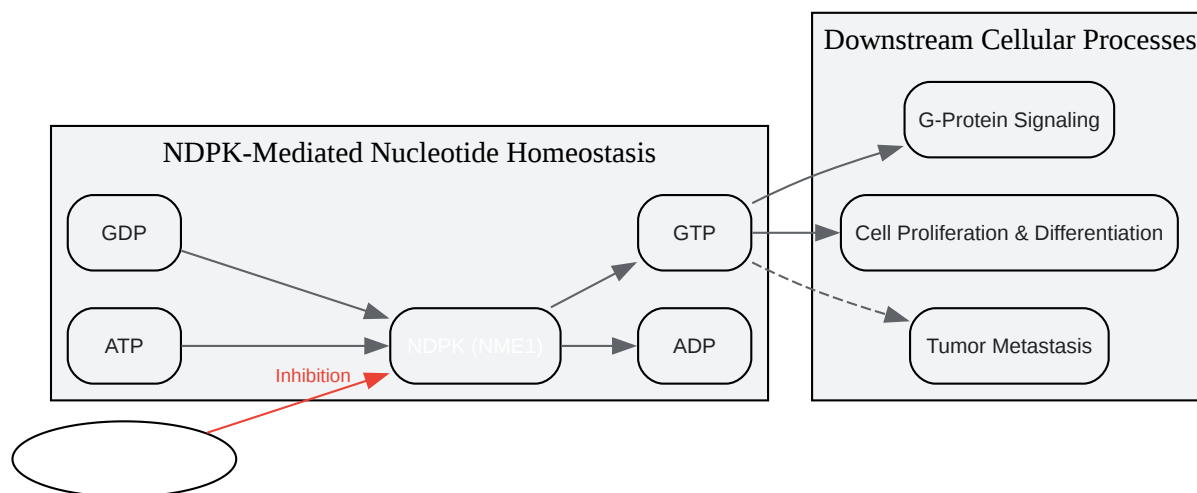 Downstream Cellular Processes
G-Protein Signaling
NDPK-Mediated Nucleotide Homeostasis
GDP
GTP
Cell Proliferation & Differentiation
ATP
NDPK (NME1)
ADP
Tumor Metastasis
Inhibition